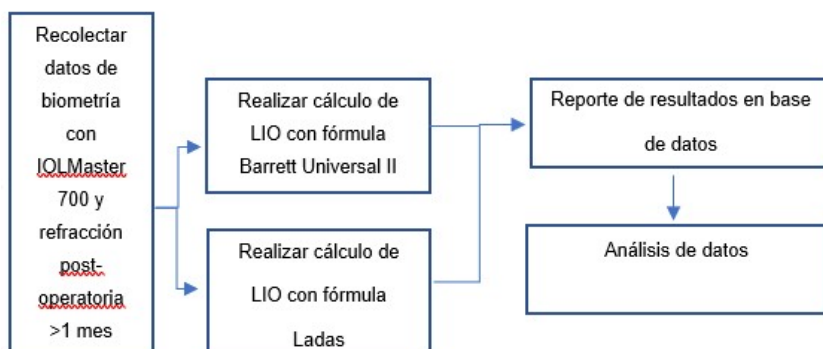 Recolectar
datos de
biometría
con
IOLMaster
700 y
refracción
post-
operatoria
>1 mes
Realizar cálculo de
LIO con fórmula
Barrett Universal II
Realizar cálculo de
LIO con fórmula
Ladas
Reporte de resultados en base
de datos
Análisis de datos